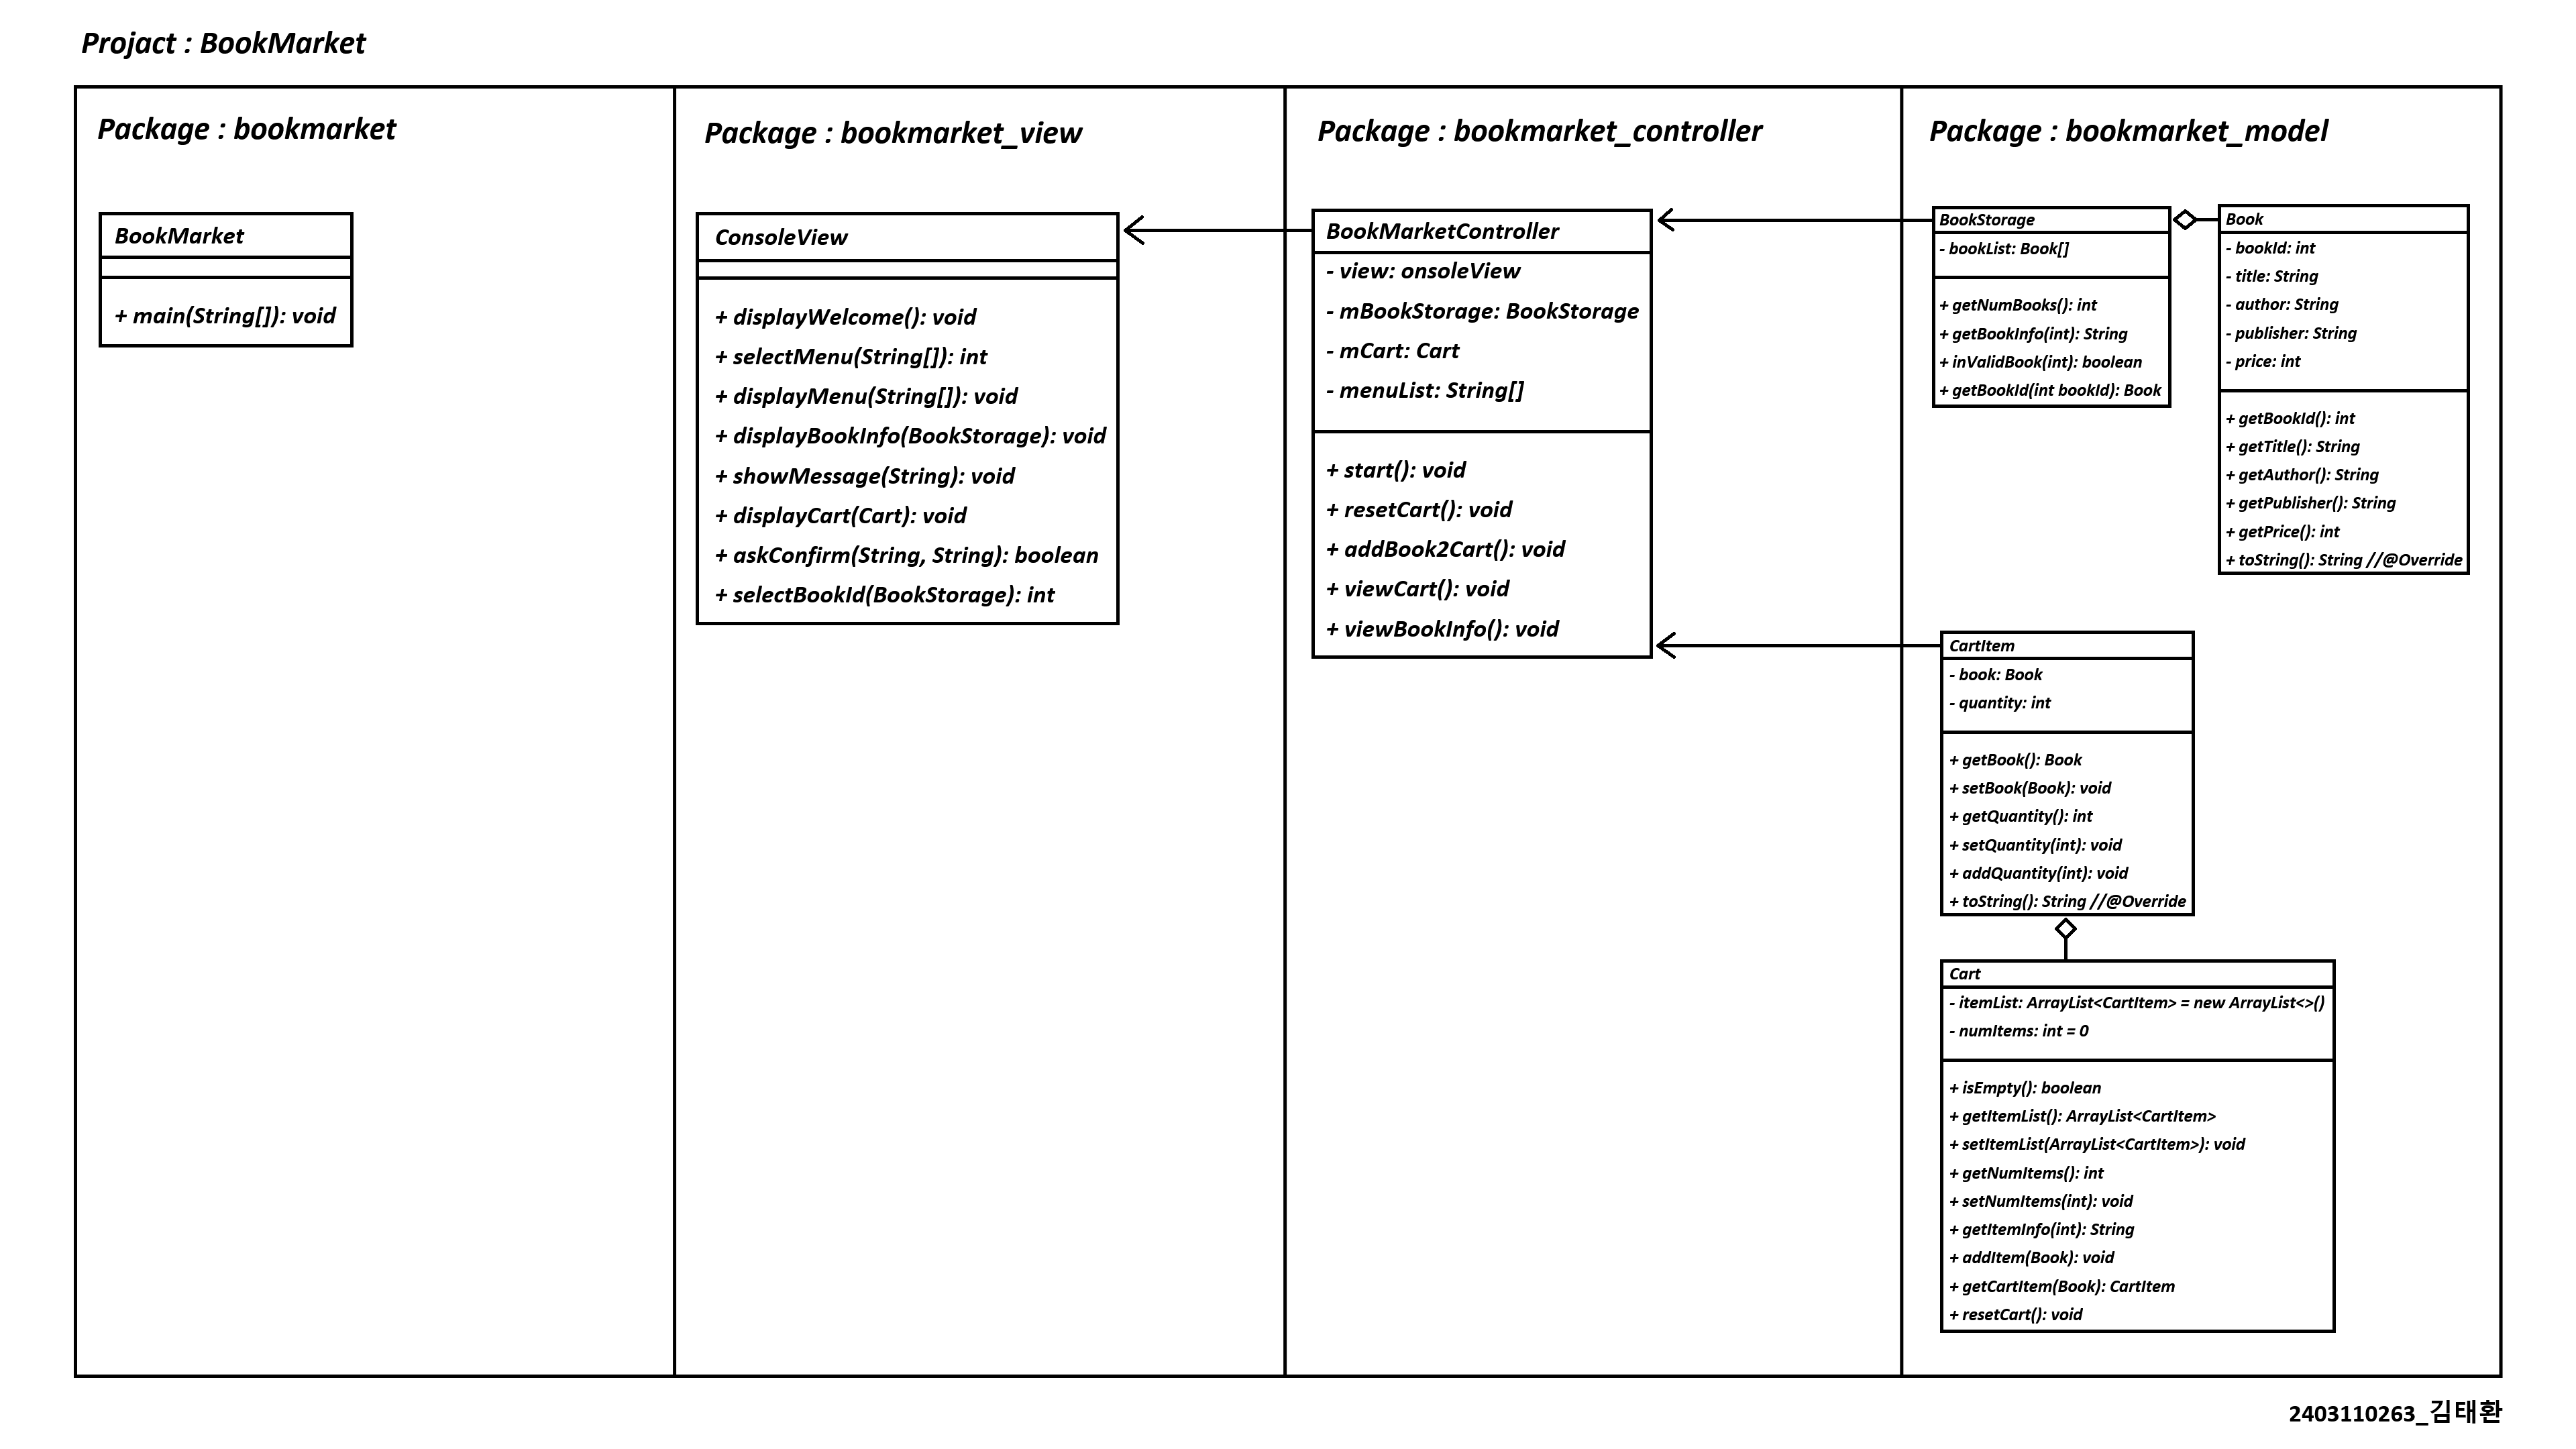 Projact : BookMarket
Package : bookmarket
BookMarket
+ main(String[]): void
Package : bookmarket_view
ConsoleView
+ displayWelcome(): void
+ selectMenu(String[]): int
+ displayMenu(String[]): void
+ displayBookInfo(BookStorage): void
+ showMessage(String): void
+ displayCart(Cart): void
+ askConfirm(String, String): boolean
+ selectBookId(BookStorage): int
Package : bookmarket_controller
BookMarketController
- view: onsoleView
- mBookStorage: BookStorage
- mCart: Cart
- menuList: String[]
+ start(): void
+ resetCart(): void
+ addBook2Cart(): void
+ viewCart(): void
+ viewBookInfo(): void
Package : bookmarket_model
BookStorage
- bookList: Book[]
+ getNumBooks(): int
+ getBookInfo(int): String
+ inValidBook(int): boolean
+ getBookId(int bookId): Book
Book
- bookId: int
- title: String
- author: String
- publisher: String
- price: int
+ getBookId(): int
+ getTitle(): String
+ getAuthor(): String
+ getPublisher(): String
+ getPrice(): int
+ toString(): String //@Override
CartItem
- book: Book
- quantity: int
+ getBook(): Book
+ setBook(Book): void
+ getQuantity(): int
+ setQuantity(int): void
+ addQuantity(int): void
+ toString(): String //@Override
Cart
- itemList: ArrayList<CartItem> = new ArrayList<>()
- numItems: int = 0
+ isEmpty(): boolean
+ getItemList(): ArrayList<CartItem>
+ setItemList(ArrayList<CartItem>): void
+ getNumItems(): int
+ setNumItems(int): void
+ getItemInfo(int): String
+ addItem(Book): void
+ getCartItem(Book): CartItem
+ resetCart(): void
2403110263_김태환